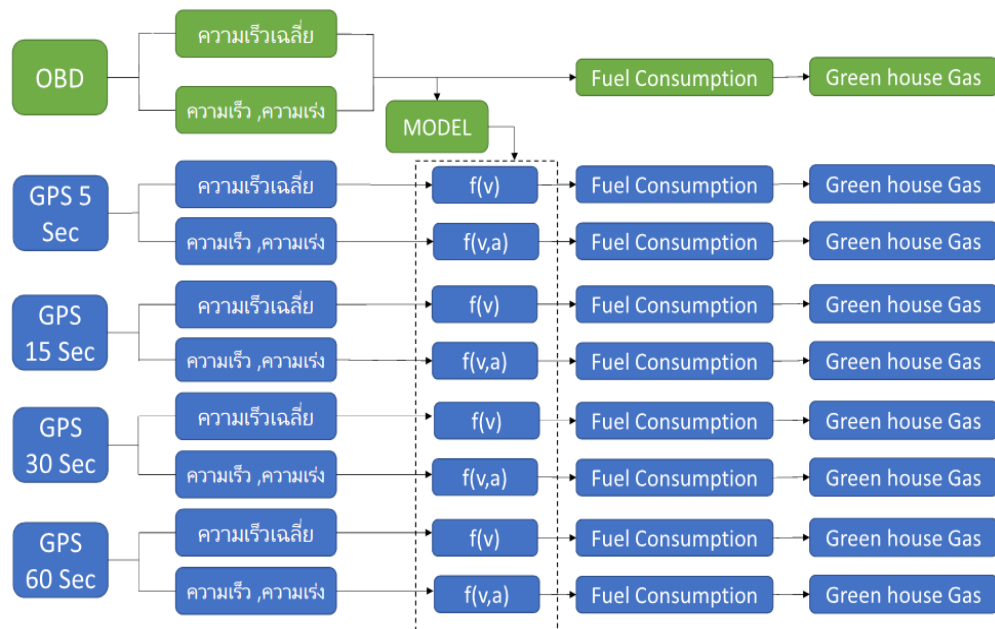 ความเร็วเฉลี่ย
OBD
Fuel Consumption
Green house Gas
ความเร็ว ,ความเร่ง
MODEL
GPS 5
Sec
ความเร็วเฉลี่ย
f(v)
Fuel Consumption
Green house Gas
ความเร็ว ,ความเร่ง
f(v,a)
Fuel Consumption
Green house Gas
GPS
15 Sec
ความเร็วเฉลี่ย
f(v)
Fuel Consumption
Green house Gas
ความเร็ว ,ความเร่ง
f(v,a)
Fuel Consumption
Green house Gas
GPS
30 Sec
ความเร็วเฉลี่ย
f(v)
Fuel Consumption
Green house Gas
ความเร็ว ,ความเร่ง
f(v,a)
Fuel Consumption
Green house Gas
GPS
60 Sec
ความเร็วเฉลี่ย
f(v)
Fuel Consumption
Green house Gas
ความเร็ว ,ความเร่ง
f(v,a)
Fuel Consumption
Green house Gas